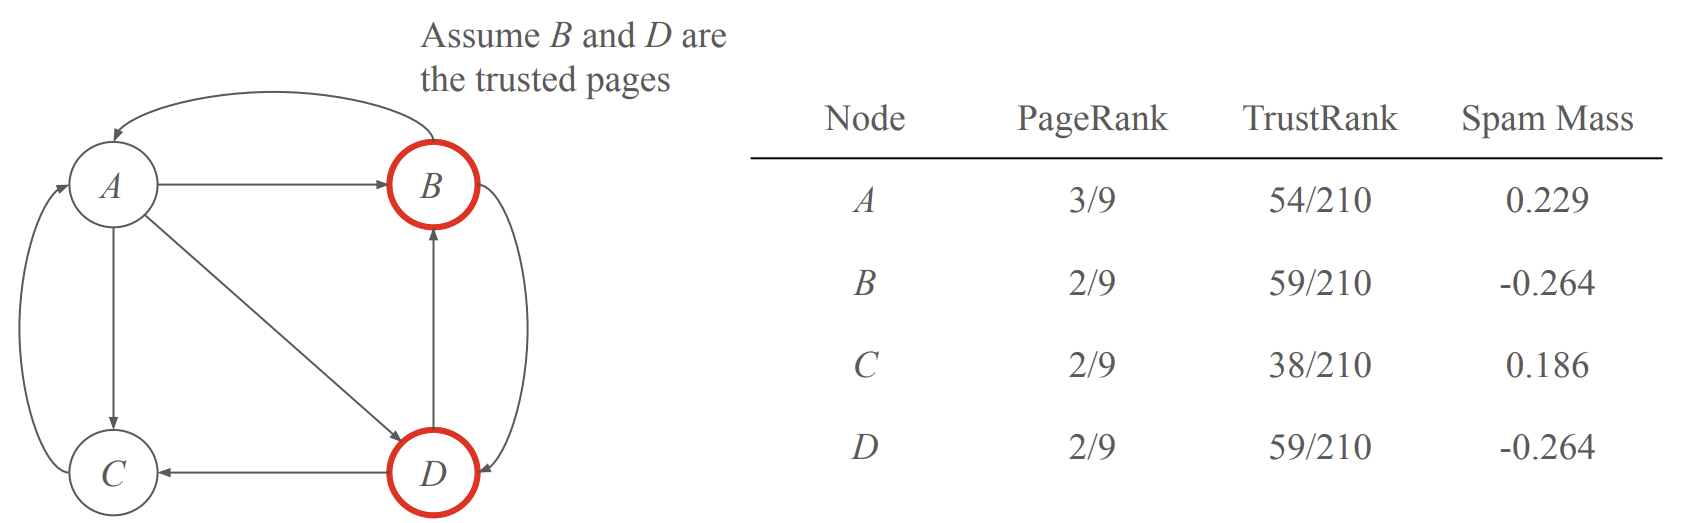 Assume B and D are
the trusted pages
A
B
C
D
Node PageRank TrustRank Spam Mass
A 3/9 54/210 0.229
B 2/9 59/210 -0.264
C 2/9 38/210 0.186
D 2/9 59/210 -0.264